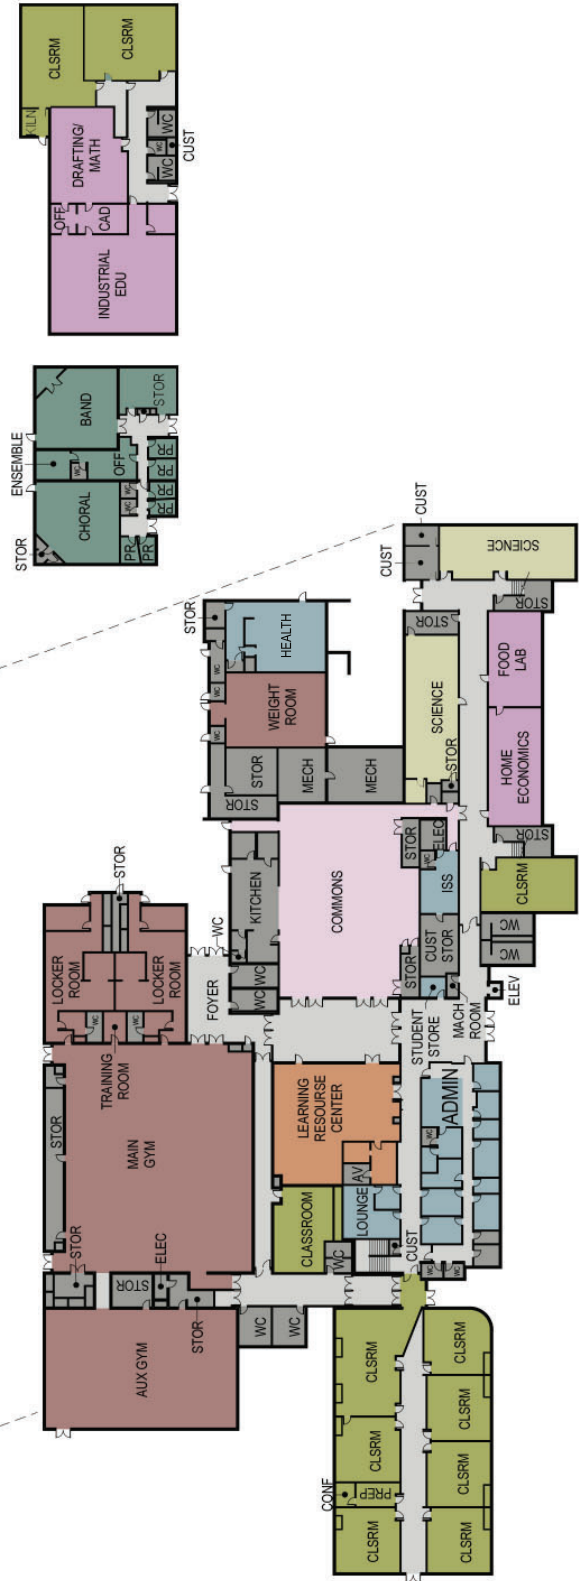 CLSRM
CLSRM
KILN
DRAFTING/
MATH
WC
WC
WC
CUST
OFF
CAD
INDUSTRIAL
EDU
ENSEMBLE
BAND
STOR
WC
OFF
CHORAL
WC
WC
PR
PR
PR
PR
PR
PR
PR
PR
STOR
CUST
CUST
SCIENCE
STOR
STOR
HEALTH
WC
WC
WC
WEIGHT
ROOM
STOR
STOR
MECH
MECH
STOR
SCIENCE
STOR
FOOD
LAB
HOME
ECONOMICS
STOR
CLSRM
STOR
LOCKER
ROOM
LOCKER
ROOM
WC
WC
TRAINING
ROOM
WC
KITCHEN
WC
WC
FOYER
COMMONS
STOR
ELEC
WC
ISS
CUST
STOR
STOR
WC
WC
ELEV
STUDENT
STORE
MACH
ROOM
STOR
MAIN
GYM
LEARNING
RESOURSE
CENTER
AV
LOUNGE
CLASSROOM
WC
CUST
ADMIN
WC
WC
WC
STOR
STOR
ELEC
STOR
AUX GYM
WC
WC
CLSRM
CLSRM
CONF
PREP
CLSRM
CLSRM
CLSRM
CLSRM
CLSRM